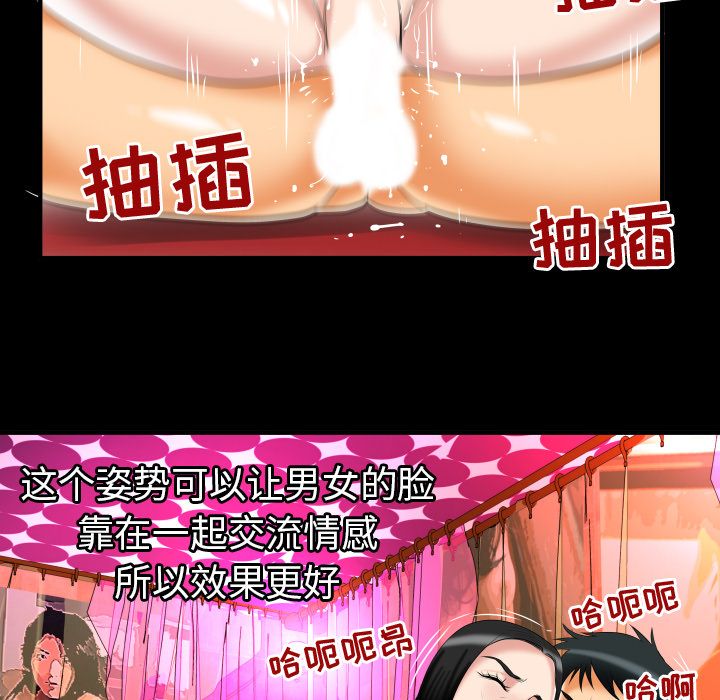 抽
抽插
抽插
这个姿势可以让男女的脸
靠在一起交流情感
所以效果更好
哈呃呃
哈呃呃昂
哈啊